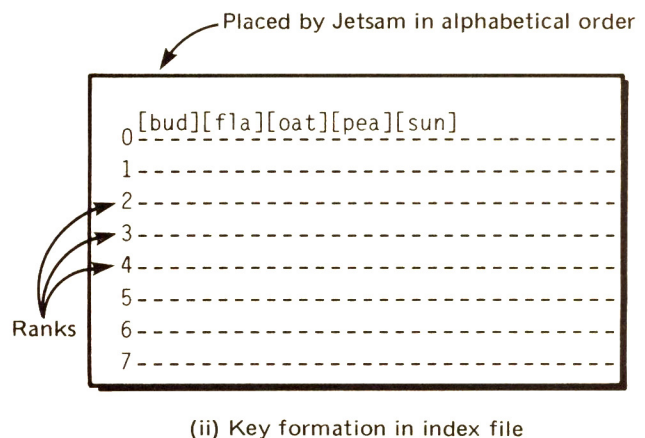 Placed by Jetsam in alphabetical order
[bud][fla][oat][pea][sun]
0
1
2
3
4
5
6
7
Ranks
(ii) Key formation in index file